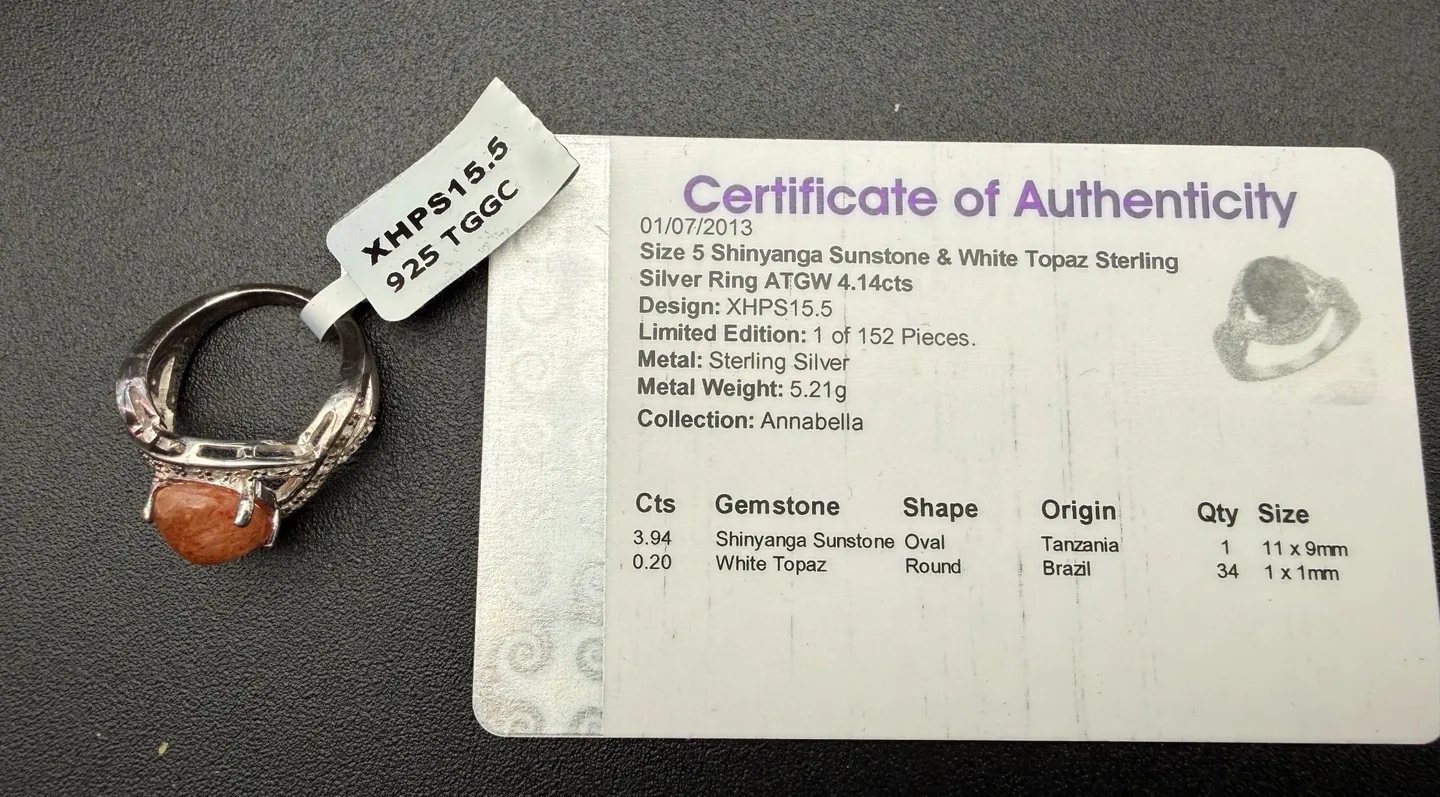 XHPS15.5
925 TGGC
Certificate of Authenticity
01/07/2013
Size 5 Shinyanga Sunstone & White Topaz Sterling
Silver Ring ATGW 4.14cts
Design: XHPS15.5
Limited Edition: 1 of 152 Pieces.
Metal: Sterling Silver
Metal Weight: 5.21g
Collection: Annabella
Cts Gemstone Shape Origin Qty Size
3.94 Shinyanga Sunstone Oval Tanzania 1 11 x 9mm
0.20 White Topaz Round Brazil 34 1 x 1mm